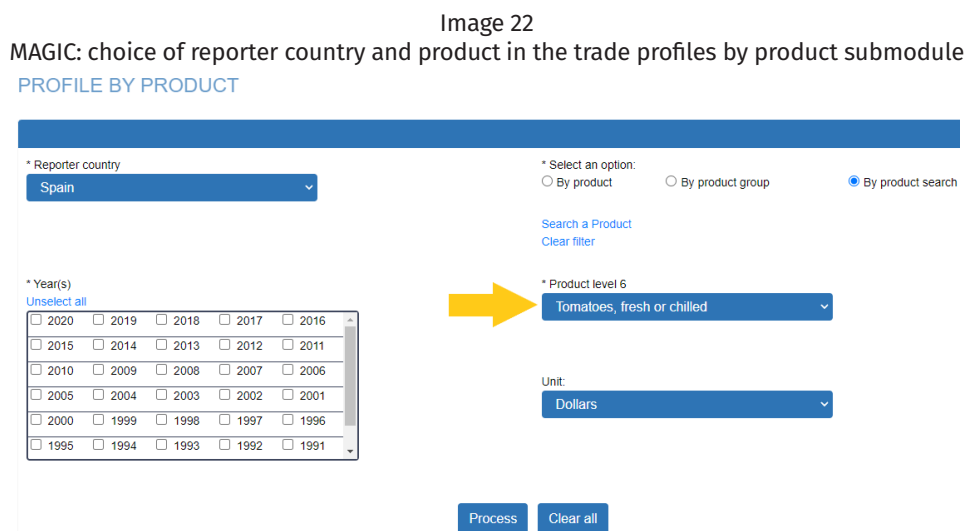 Image 22
MAGIC: choice of reporter country and product in the trade profiles by product submodule
PROFILE BY PRODUCT
* Reporter country
Spain
* Select an option:
By product By product group By product search
Search a Product
Clear filter
* Year(s)
Unselect all
2020 2019 2018 2017 2016
2015 2014 2013 2012 2011
2010 2009 2008 2007 2006
2005 2004 2003 2002 2001
2000 1999 1998 1997 1996
1995 1994 1993 1992 1991
* Product level 6
Tomatoes, fresh or chilled
Unit:
Dollars
Process Clear all